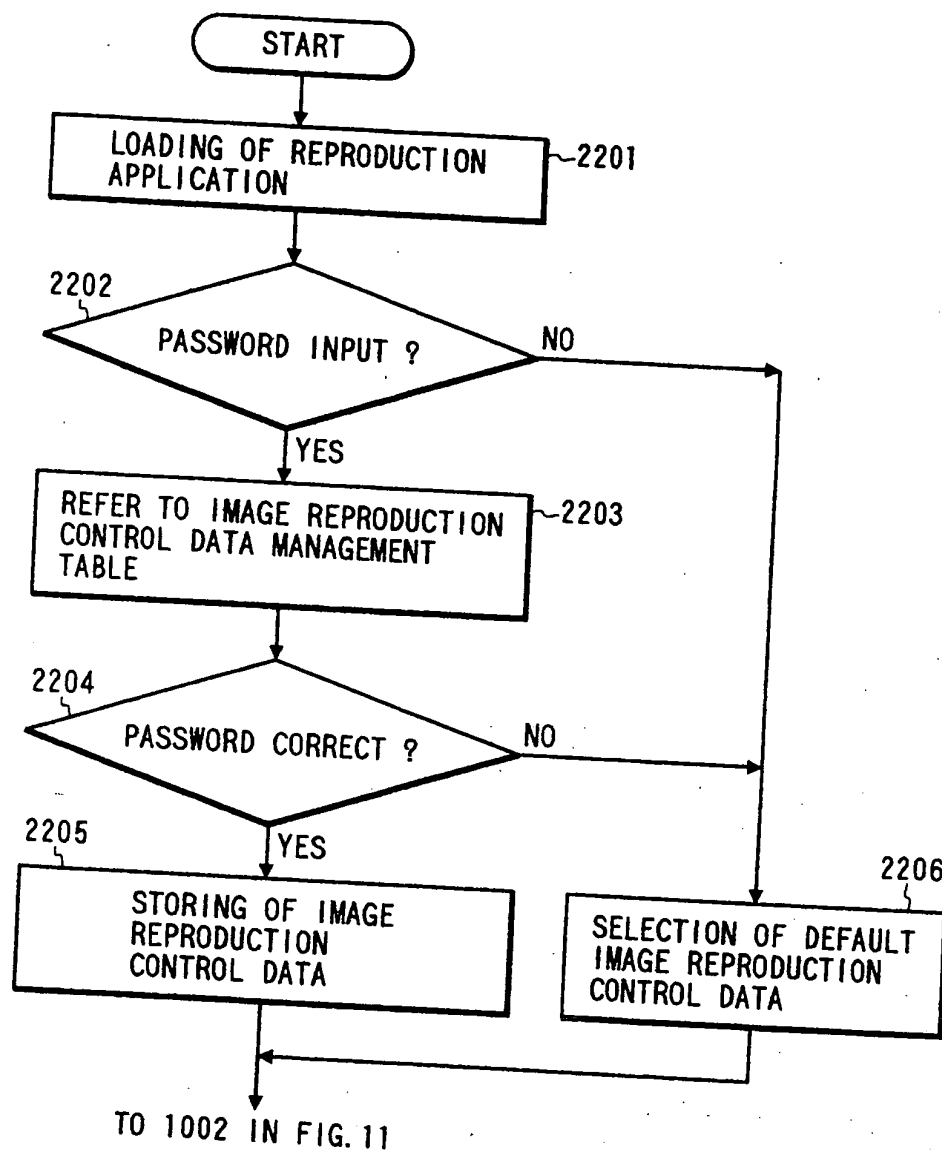 START
LOADING OF REPRODUCTION
APPLICATION
2201
2202
PASSWORD INPUT ?
NO
YES
REFER TO IMAGE REPRODUCTION
CONTROL DATA MANAGEMENT
TABLE
2203
2204
PASSWORD CORRECT ?
NO
YES
2205
STORING OF IMAGE
REPRODUCTION
CONTROL DATA
2206
SELECTION OF DEFAULT
IMAGE REPRODUCTION
CONTROL DATA
TO 1002 IN FIG. 11